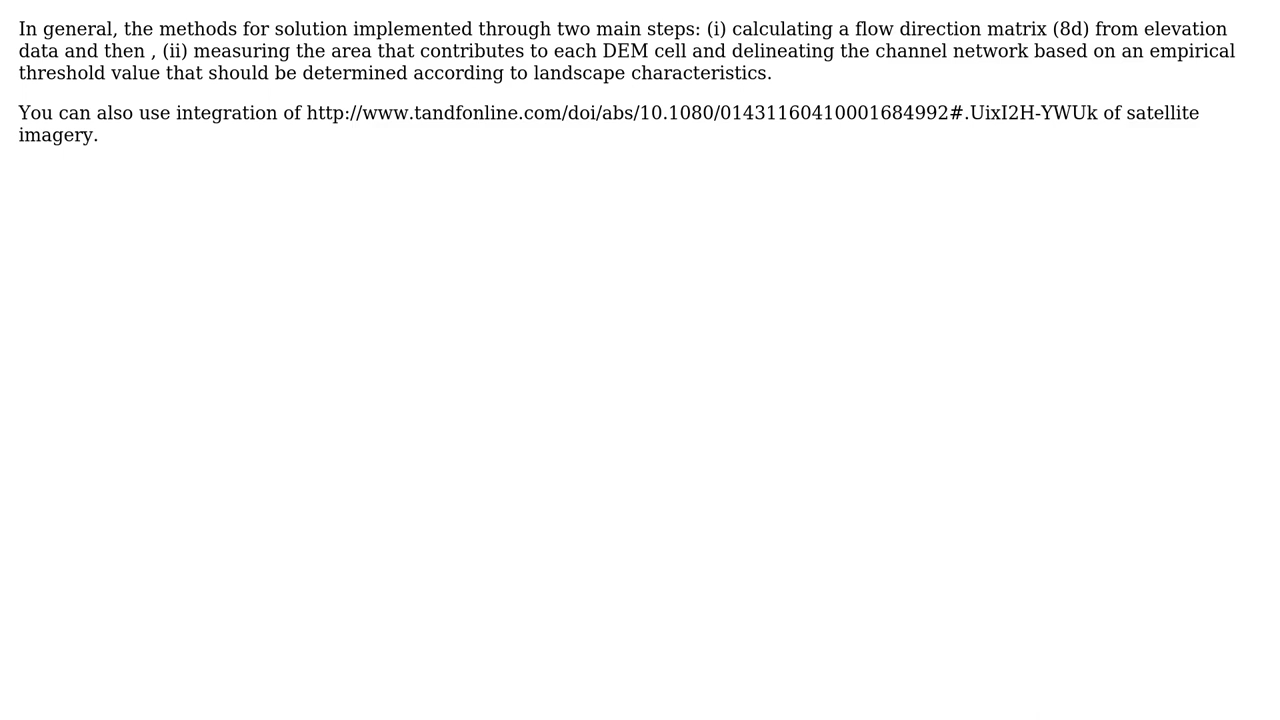 In general, the methods for solution implemented through two main steps: (i) calculating a flow direction matrix (8d) from elevation
data and then , (ii) measuring the area that contributes to each DEM cell and delineating the channel network based on an empirical
threshold value that should be determined according to landscape characteristics.
You can also use integration of http://www.tandfonline.com/doi/abs/10.1080/01431160410001684992#.UixI2H-YWUk of satellite
imagery.